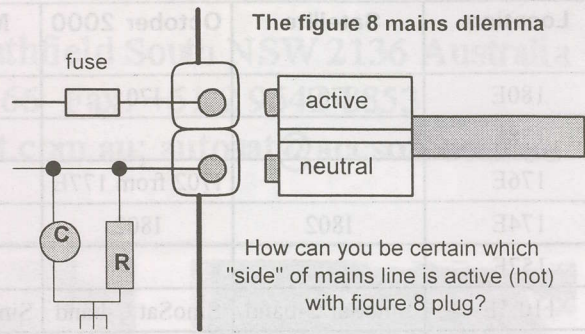 The figure 8 mains dilemma
fuse
active
neutral
C
R
How can you be certain which
"side" of mains line is active (hot)
with figure 8 plug?